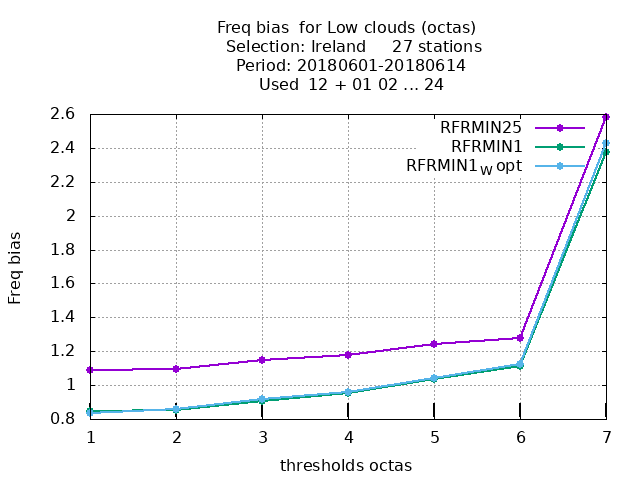 Freq bias  for Low clouds (octas)
Selection: Ireland     27 stations
Period: 20180601-20180614
Used  12 + 01 02 ... 24
RFRMIN25
RFRMIN1
RFRMIN1W opt
2.6
2.4
2.2
2
1.8
1.6
1.4
1.2
1
0.8
Freq bias
1 2 3 4 5 6 7
thresholds octas